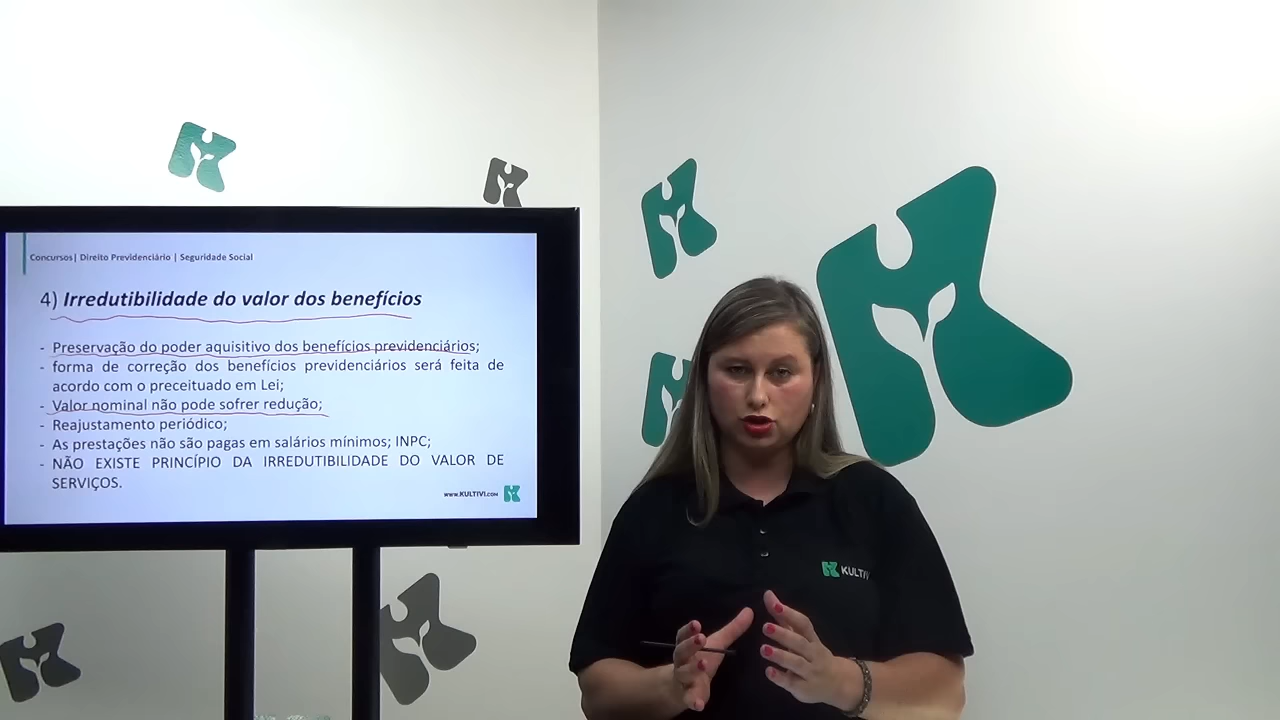 Concursos| Direito Previdenciário | Seguridade Social
4) Irredutibilidade do valor dos benefícios
- Preservação do poder aquisitivo dos benefícios previdenciários;
- forma de correção dos benefícios previdenciários será feita de
acordo com o preceituado em Lei;
- Valor nominal não pode sofrer redução;
- Reajustamento periódico;
- As prestações não são pagas em salários mínimos; INPC;
- NÃO EXISTE PRINCÍPIO DA IRREDUTIBILIDADE DO VALOR DE
SERVIÇOS.
www.KULTIVI.com
KULTIVI